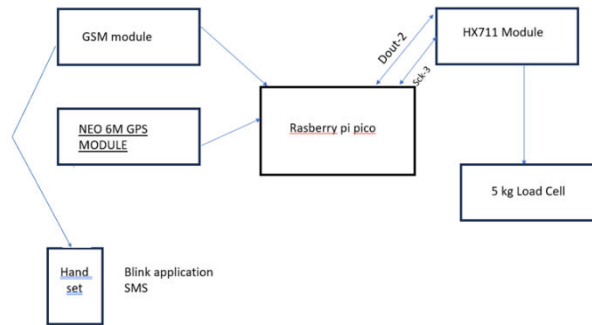 GSM module
HX711 Module
Dout-2
Sck-3
NEO 6M GPS
MODULE
Rasberry pi pico
5 kg Load Cell
Hand
set
Blink application
SMS